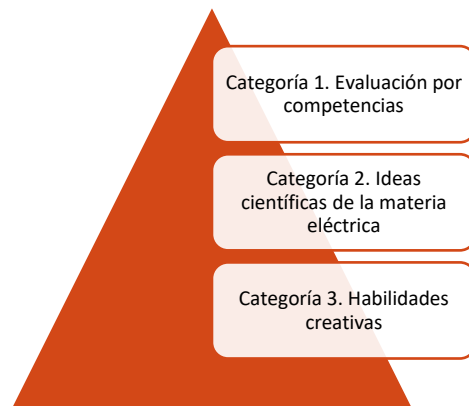 Categoría 1. Evaluación por
competencias
Categoría 2. Ideas
científicas de la materia
eléctrica
Categoría 3. Habilidades
creativas